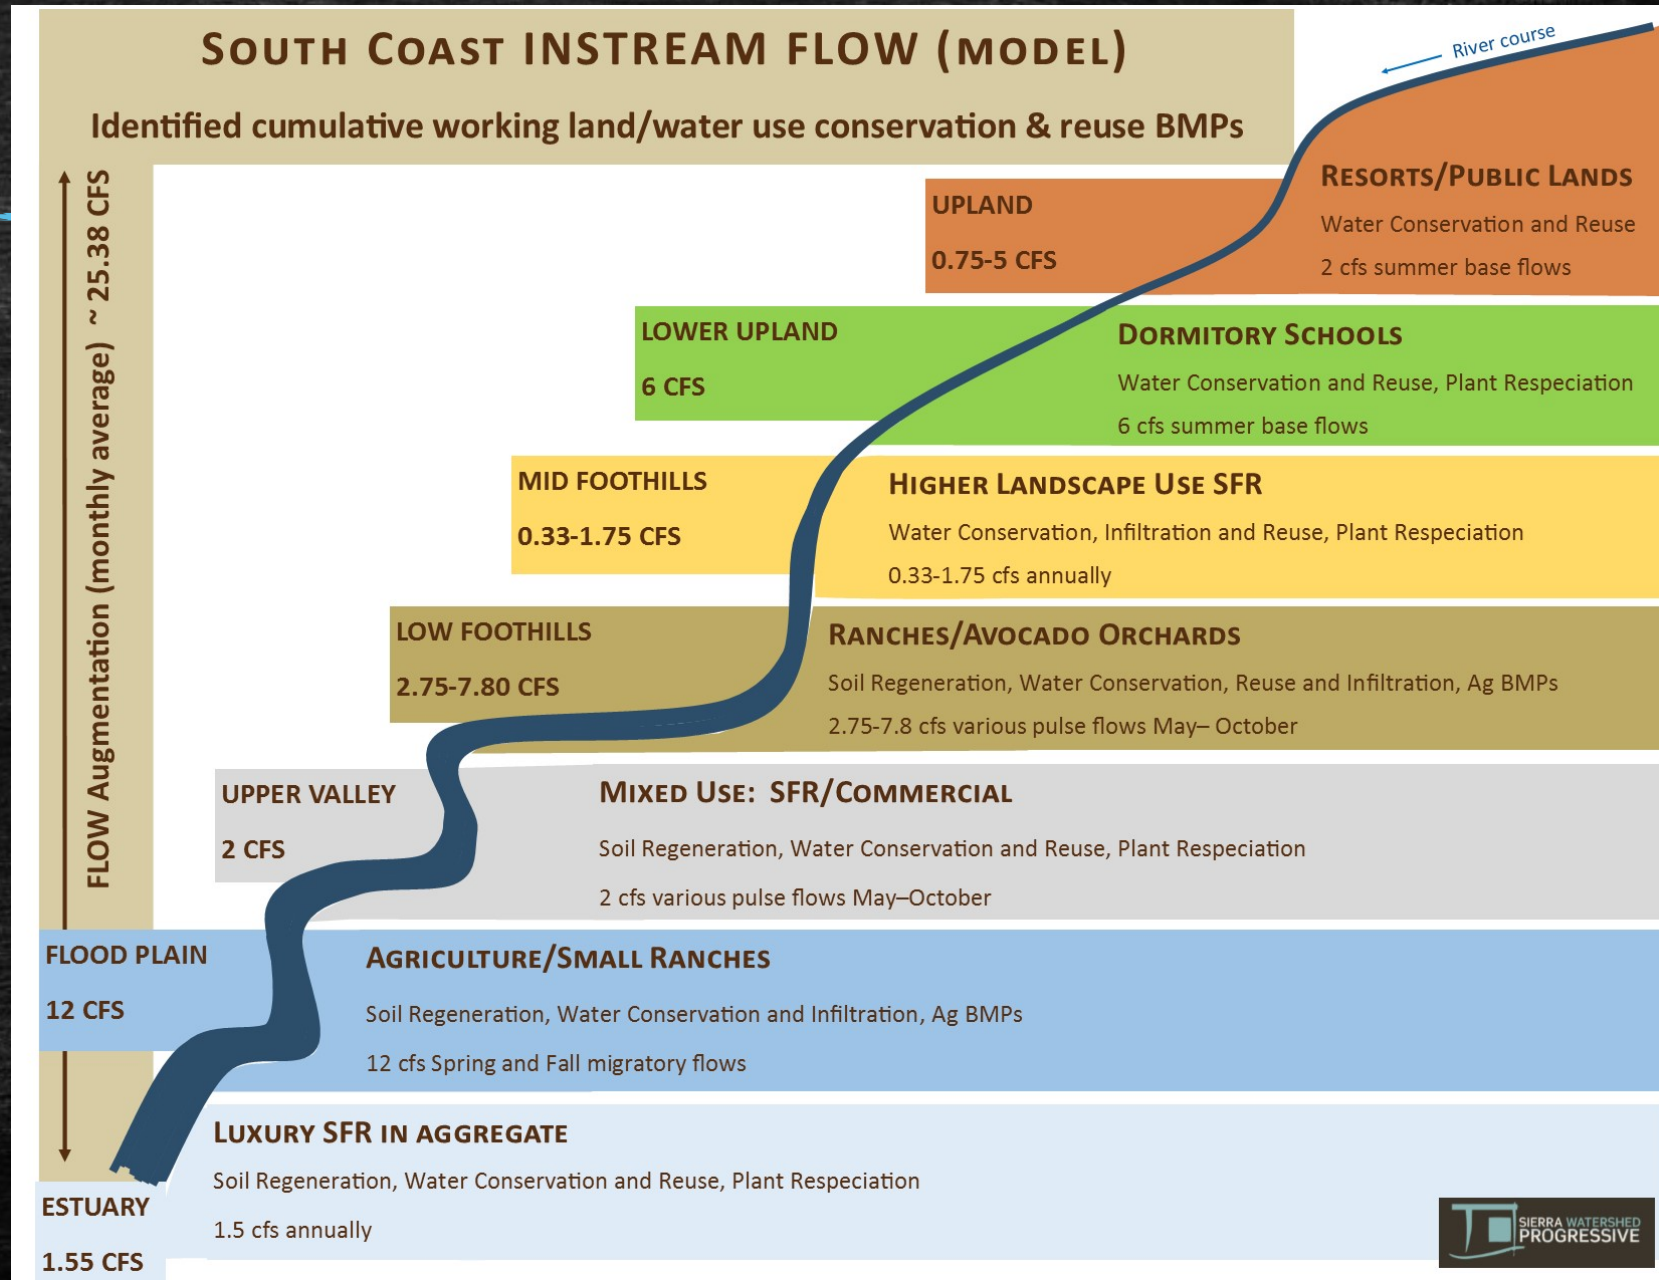 SOUTH COAST INSTREAM FLOW (MODEL)
Identified cumulative working land/water use conservation & reuse BMPs
River course
FLOW Augmentation (monthly average) ~ 25.38 CFS
UPLAND
0.75-5 CFS
RESORTS/PUBLIC LANDS
Water Conservation and Reuse
2 cfs summer base flows
LOWER UPLAND
6 CFS
DORMITORY SCHOOLS
Water Conservation and Reuse, Plant Respeciation
6 cfs summer base flows
MID FOOTHILLS
0.33-1.75 CFS
HIGHER LANDSCAPE USE SFR
Water Conservation, Infiltration and Reuse, Plant Respeciation
0.33-1.75 cfs annually
LOW FOOTHILLS
2.75-7.80 CFS
RANCHES/AVOCADO ORCHARDS
Soil Regeneration, Water Conservation, Reuse and Infiltration, Ag BMPs
2.75-7.8 cfs various pulse flows May– October
UPPER VALLEY
2 CFS
MIXED USE: SFR/COMMERCIAL
Soil Regeneration, Water Conservation and Reuse, Plant Respeciation
2 cfs various pulse flows May–October
FLOOD PLAIN
12 CFS
AGRICULTURE/SMALL RANCHES
Soil Regeneration, Water Conservation and Infiltration, Ag BMPs
12 cfs Spring and Fall migratory flows
ESTUARY
1.55 CFS
LUXURY SFR IN AGGREGATE
Soil Regeneration, Water Conservation and Reuse, Plant Respeciation
1.5 cfs annually
SIERRA WATERSHED
PROGRESSIVE